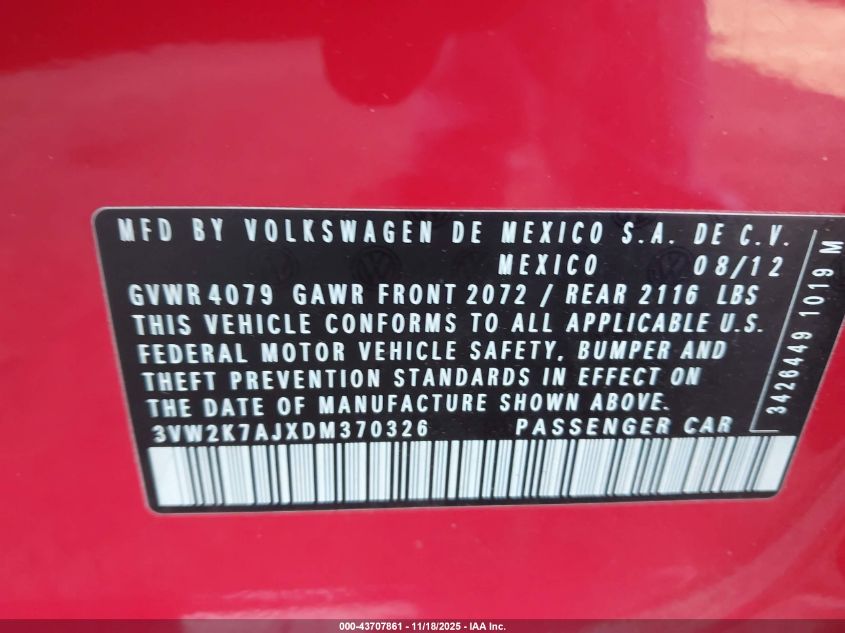 MFD BY VOLKSWAGEN DE MEXICO S.A. DE C.V.
MEXICO 08/12
GVWR 4079 GAWR FRONT 2072 / REAR 2116 LBS
THIS VEHICLE CONFORMS TO ALL APPLICABLE U.S.
FEDERAL MOTOR VEHICLE SAFETY, BUMPER AND
THEFT PREVENTION STANDARDS IN EFFECT ON
THE DATE OF MANUFACTURE SHOWN ABOVE.
3VW2K7AJXDM370326 PASSENGER CAR
3426449 1019 M
000-43707861 - 11/18/2025 - IAA Inc.